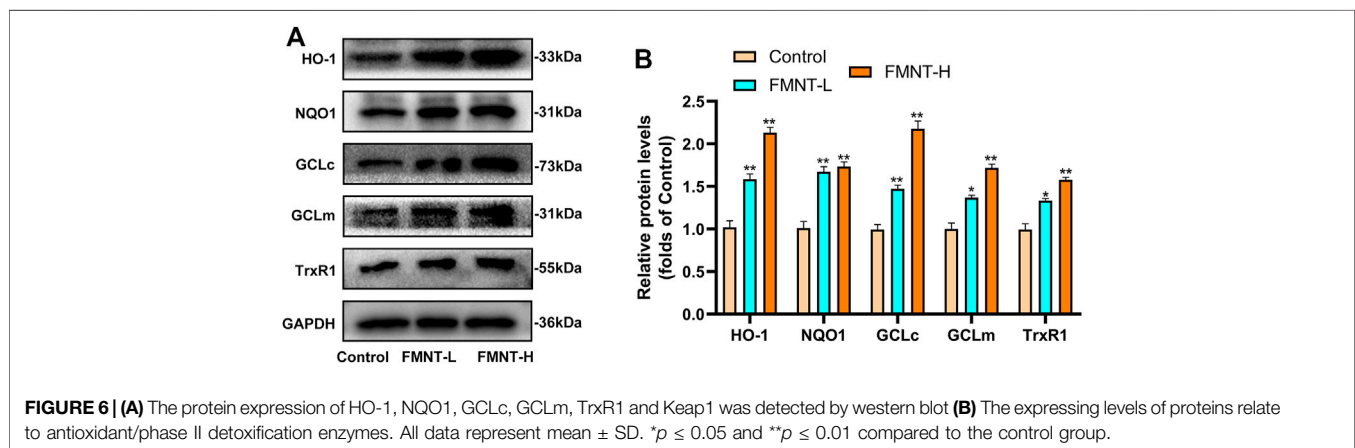 A
HO-1
-33kDa
NQO1
-31kDa
GCLc
-73kDa
GCLm
-31kDa
TrxR1
-55kDa
GAPDH
-36kDa
Control FMNT-L FMNT-H
B
Control
FMNT-L
FMNT-H
Relative protein levels
(folds of Control)
2.5
2.0
1.5
1.0
0.5
0.0
** ** ** ** ** ** * ** * **
HO-1 NQO1 GCLc GCLm TrxR1
FIGURE 6 | (A) The protein expression of HO-1, NQO1, GCLc, GCLm, TrxR1 and Keap1 was detected by western blot (B) The expressing levels of proteins relate
to antioxidant/phase II detoxification enzymes. All data represent mean ± SD. *p ≤ 0.05 and **p ≤ 0.01 compared to the control group.